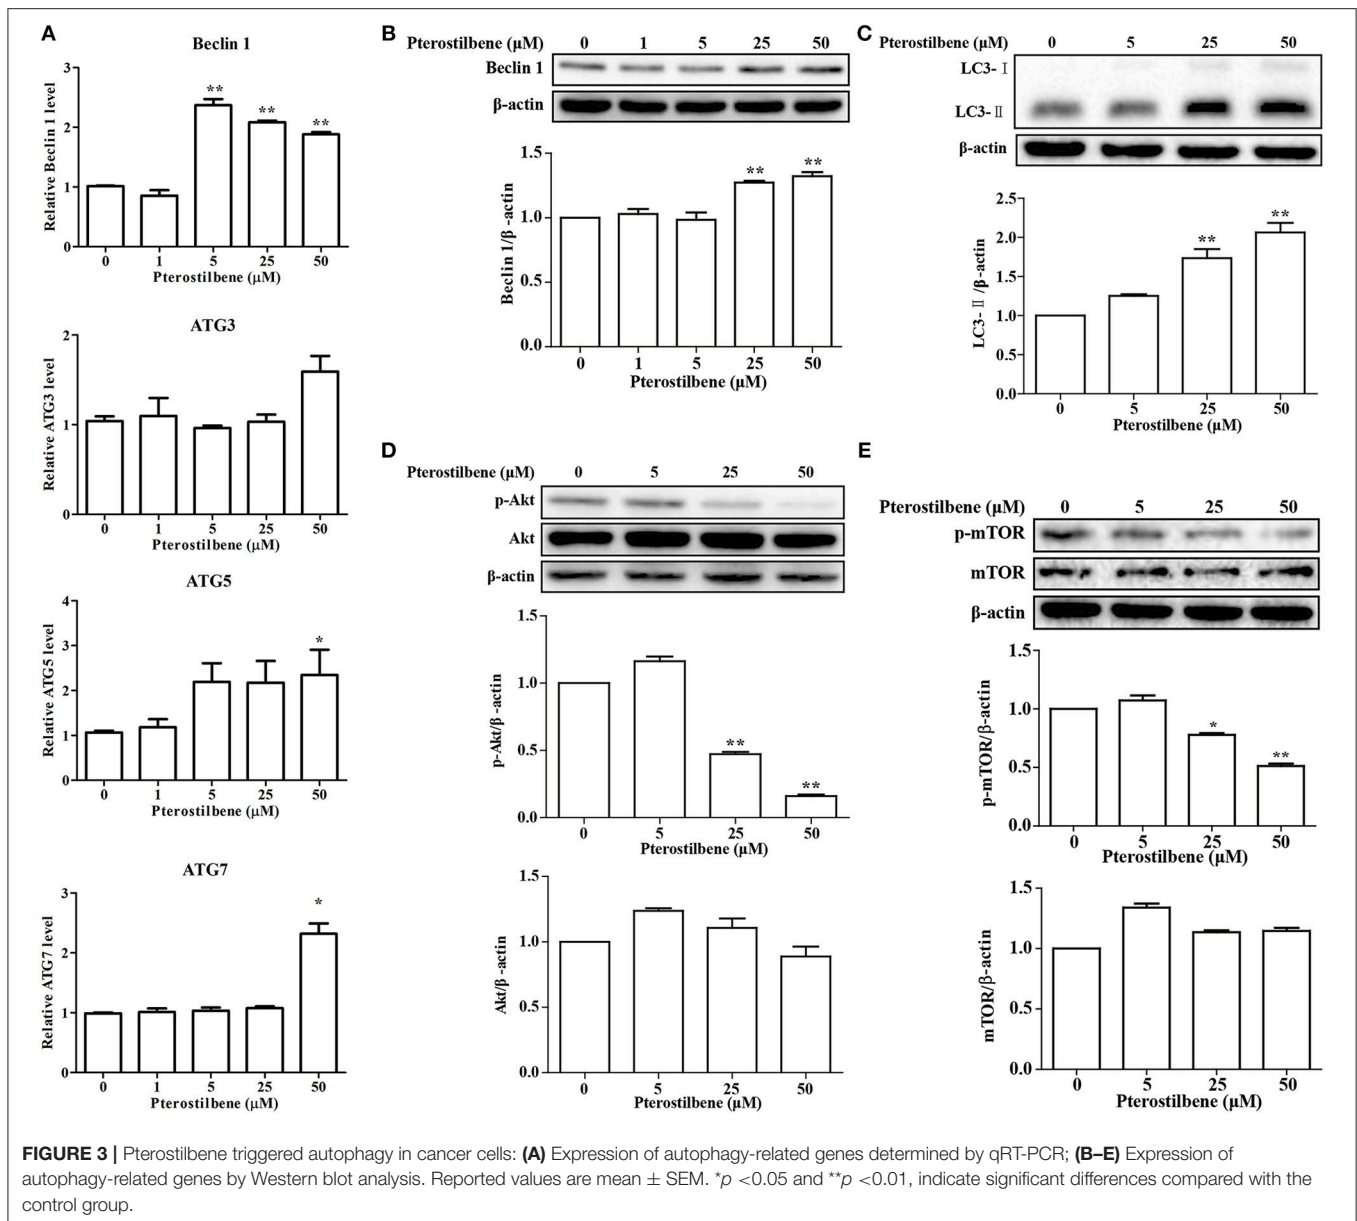 A
Beclin 1
Relative Beclin 1 level
3
2
1
0
**
**
**
0 1 5 25 50
Pterostilbene (μM)
ATG3
Relative ATG3 level
2
1
0
0 1 5 25 50
Pterostilbene (μM)
ATG5
Relative ATG5 level
4
3
2
1
0
*
0 1 5 25 50
Pterostilbene (μM)
ATG7
Relative ATG7 level
3
2
1
0
*
0 1 5 25 50
Pterostilbene (μM)
B
Pterostilbene (μM) 0 1 5 25 50
Beclin 1
β-actin
Beclin 1/β -actin
1.5
1.0
0.5
0.0
**
**
0 1 5 25 50
Pterostilbene (μM)
C
Pterostilbene (μM) 0 5 25 50
LC3- Ⅰ
LC3- Ⅱ
β-actin
LC3- Ⅱ /β-actin
2.5
2.0
1.5
1.0
0.5
0.0
**
**
0 5 25 50
Pterostilbene (μM)
D
Pterostilbene (μM) 0 5 25 50
p-Akt
Akt
β-actin
p-Akt/β -actin
1.5
1.0
0.5
0.0
**
**
0 5 25 50
Pterostilbene (μM)
Akt/β -actin
1.5
1.0
0.5
0.0
0 5 25 50
Pterostilbene (μM)
E
Pterostilbene (μM) 0 5 25 50
p-mTOR
mTOR
β-actin
p-mTOR/β-actin
1.5
1.0
0.5
0.0
*
**
0 5 25 50
Pterostilbene (μM)
mTOR/β-actin
1.5
1.0
0.5
0.0
0 5 25 50
Pterostilbene (μM)
FIGURE 3 | Pterostilbene triggered autophagy in cancer cells: (A) Expression of autophagy-related genes determined by qRT-PCR; (B–E) Expression of
autophagy-related genes by Western blot analysis. Reported values are mean ± SEM. *p <0.05 and **p <0.01, indicate significant differences compared with the
control group.